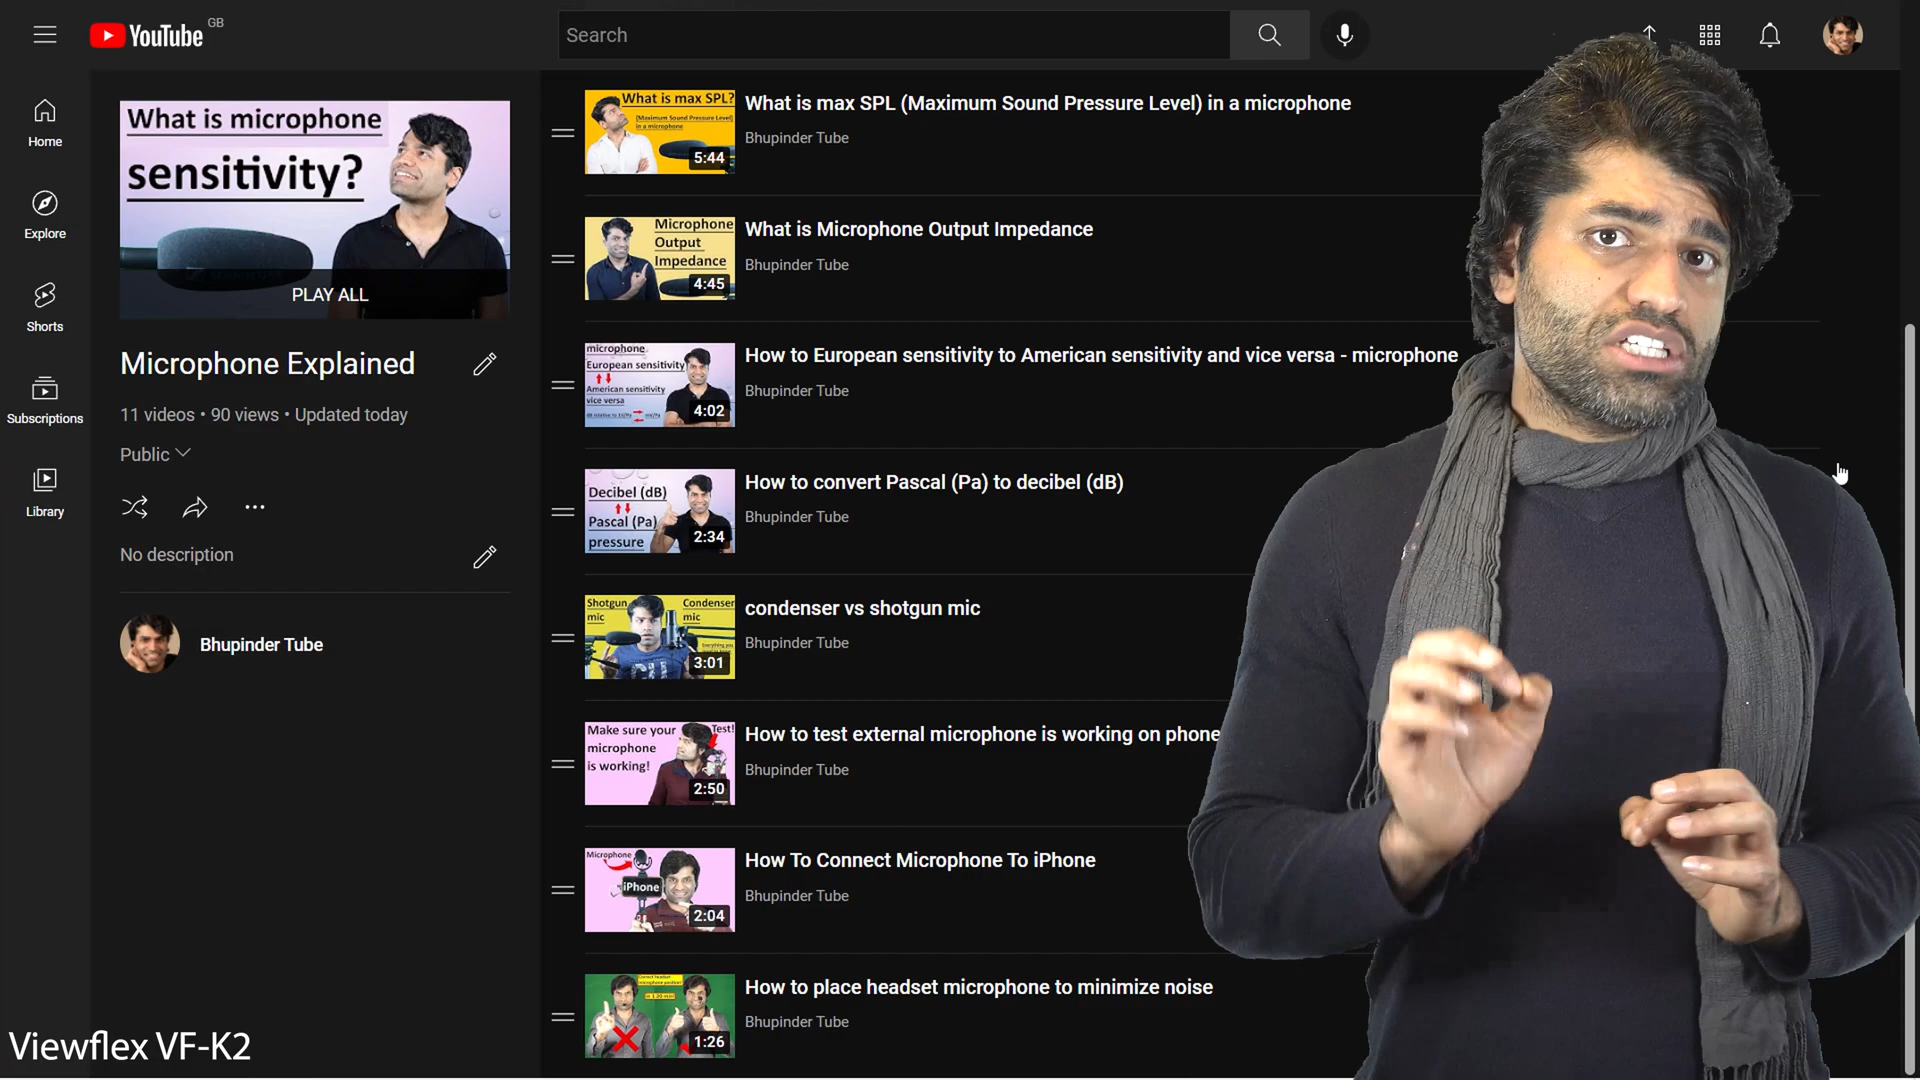 YouTube GB
Search
Home
Explore
Shorts
Subscriptions
Library
What is microphone
sensitivity?
PLAY ALL
Microphone Explained
11 videos • 90 views • Updated today
Public
No description
Bhupinder Tube
What is max SPL?
(Maximum Sound Pressure Level)
in a microphone
5:44
What is max SPL (Maximum Sound Pressure Level) in a microphone
Bhupinder Tube
Microphone
Output
Impedance
4:45
What is Microphone Output Impedance
Bhupinder Tube
microphone
European sensitivity
American sensitivity
vice versa
4:02
How to European sensitivity to American sensitivity and vice versa - microphone
Bhupinder Tube
Decibel (dB)
Pascal (Pa)
pressure
2:34
How to convert Pascal (Pa) to decibel (dB)
Bhupinder Tube
Shotgun
mic
Condenser
mic
3:01
condenser vs shotgun mic
Bhupinder Tube
Make sure your
microphone
is working!
Test!
2:50
How to test external microphone is working on phone
Bhupinder Tube
Microphone
iPhone
2:04
How To Connect Microphone To iPhone
Bhupinder Tube
1:26
How to place headset microphone to minimize noise
Bhupinder Tube
Viewflex VF-K2